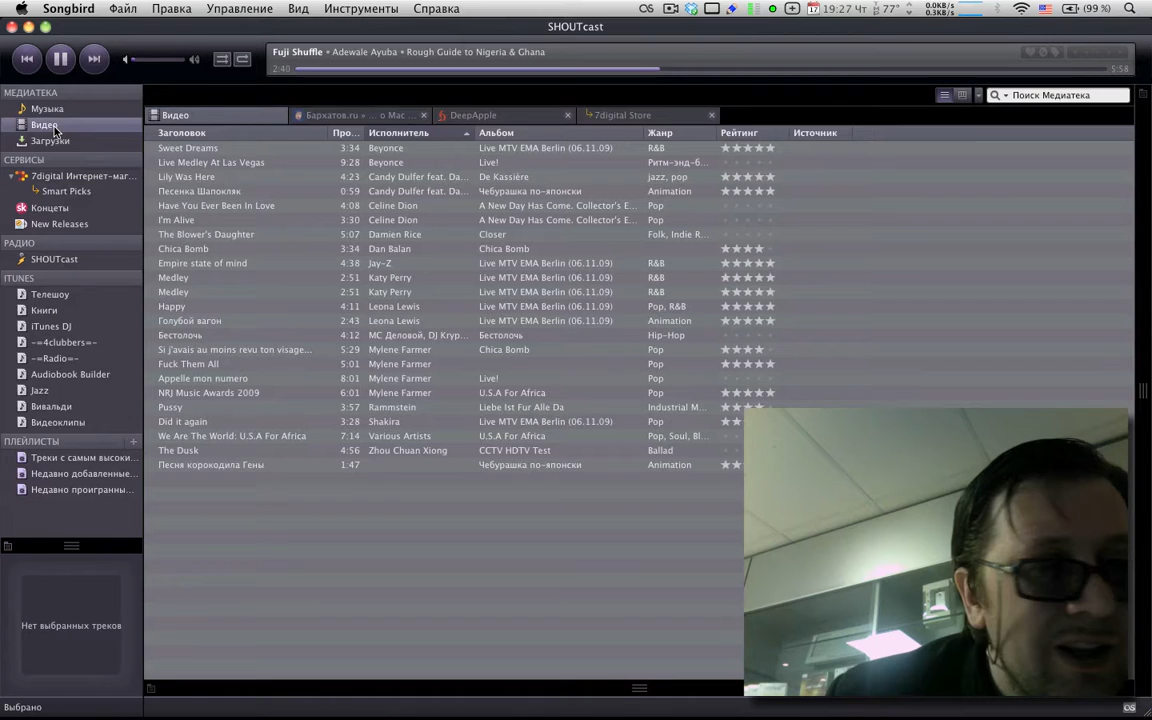 Songbird Файл Правка Управление Вид Инструменты Справка 17 19:27 Чт 77° 0.0KB/s 0.3KB/s (99 %)
SHOUTcast
Fuji Shuffle • Adewale Ayuba • Rough Guide to Nigeria & Ghana
2:40 5:58
МЕДИАТЕКА
Музыка
Видео
Загрузки
СЕРВИСЫ
7digital Интернет-маг...
Smart Picks
Концеты
New Releases
РАДИО
SHOUTcast
ITUNES
Телешоу
Книги
iTunes DJ
-=4clubbers=-
-=Radio=-
Audiobook Builder
Jazz
Вивальди
Видеоклипы
ПЛЕЙЛИСТЫ
Треки с самым высоки...
Недавно добавленные...
Недавно проигранны...
Нет выбранных треков
Выбрано
Поиск Медиатека
Видео Бархатов.ru » ... о Mac ... DeepApple 7digital Store
Заголовок Про... Исполнитель Альбом Жанр Рейтинг Источник
Sweet Dreams 3:34 Beyonce Live MTV EMA Berlin (06.11.09) R&B
Live Medley At Las Vegas 9:28 Beyonce Live! Ритм-энд-б...
Lily Was Here 4:38 Candy Dulfer feat. Da... De Kassière jazz, pop
Песенка Шапокляк 0:59 Candy Dulfer feat. Da... Чебурашка по-японски Animation
Have You Ever Been In Love 4:08 Celine Dion A New Day Has Come. Collector's E... Pop
I'm Alive 3:30 Celine Dion A New Day Has Come. Collector's E... Pop
The Blower's Daughter 5:07 Damien Rice Closer Folk, Indie R...
Chica Bomb 3:34 Dan Balan Chica Bomb
Empire state of mind 4:38 Jay-Z Live MTV EMA Berlin (06.11.09) R&B
Medley 2:51 Katy Perry Live MTV EMA Berlin (06.11.09) R&B
Medley 2:51 Katy Perry Live MTV EMA Berlin (06.11.09) R&B
Happy 4:11 Leona Lewis Live MTV EMA Berlin (06.11.09) Pop, R&B
Голубой вагон 2:43 Leona Lewis Live MTV EMA Berlin (06.11.09) Animation
Бестолочь 4:12 МС Деловой, DJ Kryp... Бестолочь Hip-Hop
Si j'avais au moins revu ton visage... 5:29 Mylene Farmer Chica Bomb Pop
Fuck Them All 5:01 Mylene Farmer Pop
Appelle mon numero 8:01 Mylene Farmer Live! Pop
NRJ Music Awards 2009 6:01 Mylene Farmer U.S.A For Africa Pop
Pussy 3:57 Rammstein Liebe Ist Fur Alle Da Industrial M...
Did it again 3:28 Shakira Live MTV EMA Berlin (06.11.09) Pop
We Are The World: U.S.A For Africa 7:14 Various Artists U.S.A For Africa Pop, Soul, Bl...
The Dusk 4:56 Zhou Chuan Xiong CCTV HDTV Test Ballad
Песня корокодила Гены 1:47 Чебурашка по-японски Animation